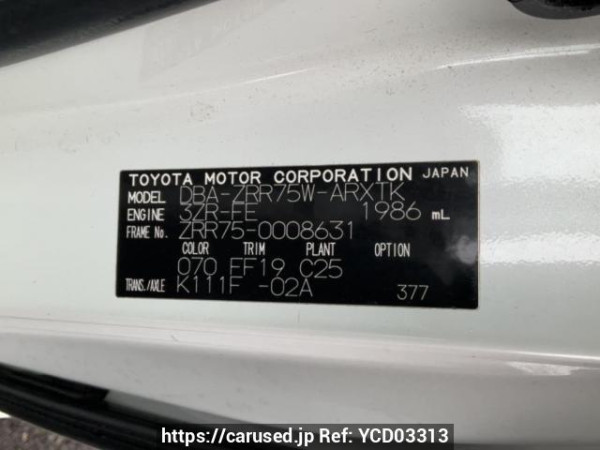 TOYOTA MOTOR CORPORATION JAPAN
MODEL DBA-ZRR75W-ARXTK
ENGINE 3ZR-FE 1986 mL
FRAME No. ZRR75-0008631
COLOR TRIM PLANT OPTION
070 FF19 C25
TRANS./AXLE K111F -02A 377
https://carused.jp Ref: YCD03313